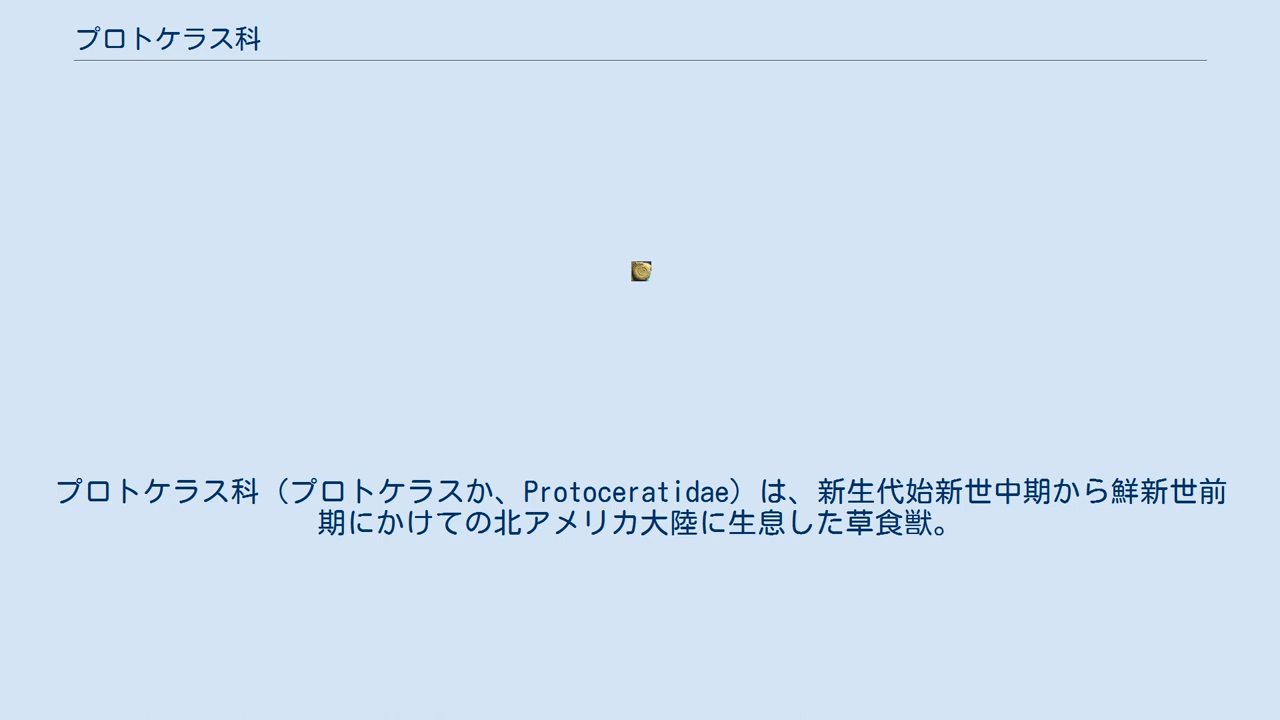 プロトケラス科
プロトケラス科（プロトケラスか、Protoceratidae）は、新生代始新世中期から鮮新世前
期にかけての北アメリカ大陸に生息した草食獣。